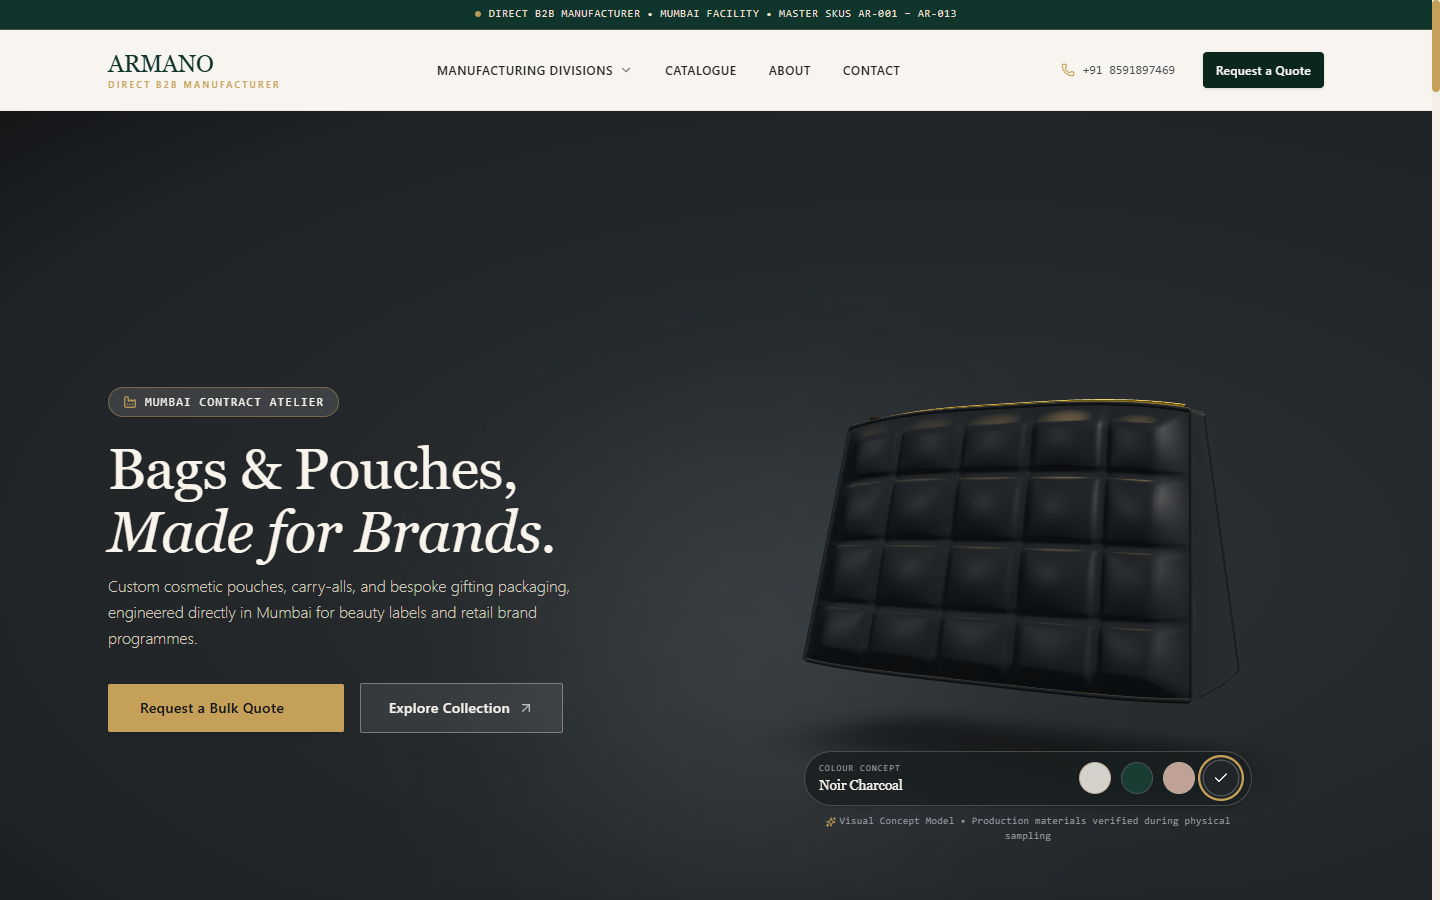 DIRECT B2B MANUFACTURER • MUMBAI FACILITY • MASTER SKUS AR-001 – AR-013
ARMANO
DIRECT B2B MANUFACTURER
MANUFACTURING DIVISIONS
CATALOGUE
ABOUT
CONTACT
+91 8591897469
Request a Quote
MUMBAI CONTRACT ATELIER
Bags & Pouches,
Made for Brands.
Custom cosmetic pouches, carry-alls, and bespoke gifting packaging,
engineered directly in Mumbai for beauty labels and retail brand
programmes.
Request a Bulk Quote
Explore Collection
COLOUR CONCEPT
Noir Charcoal
Visual Concept Model • Production materials verified during physical
sampling